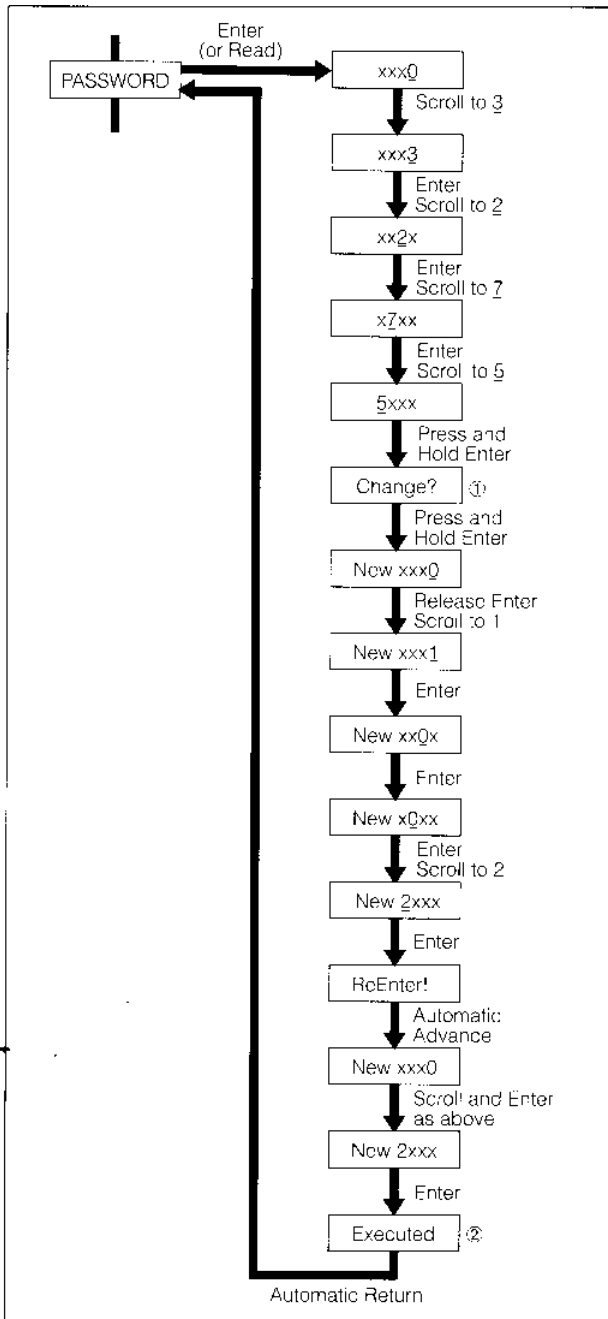 Enter
(or Read)
PASSWORD
xxx0
Scroll to 3
xxx3
Enter
Scroll to 2
xx2x
Enter
Scroll to 7
x7xx
Enter
Scroll to 5
5xxx
Press and
Hold Enter
Change? ①
Press and
Hold Enter
New xxx0
Release Enter
Scroll to 1
New xxx1
Enter
New xx0x
Enter
New x0xx
Enter
Scroll to 2
New 2xxx
Enter
ReEnter!
Automatic
Advance
New xxx0
Scroll and Enter
as above
New 2xxx
Enter
Executed ②
Automatic Return